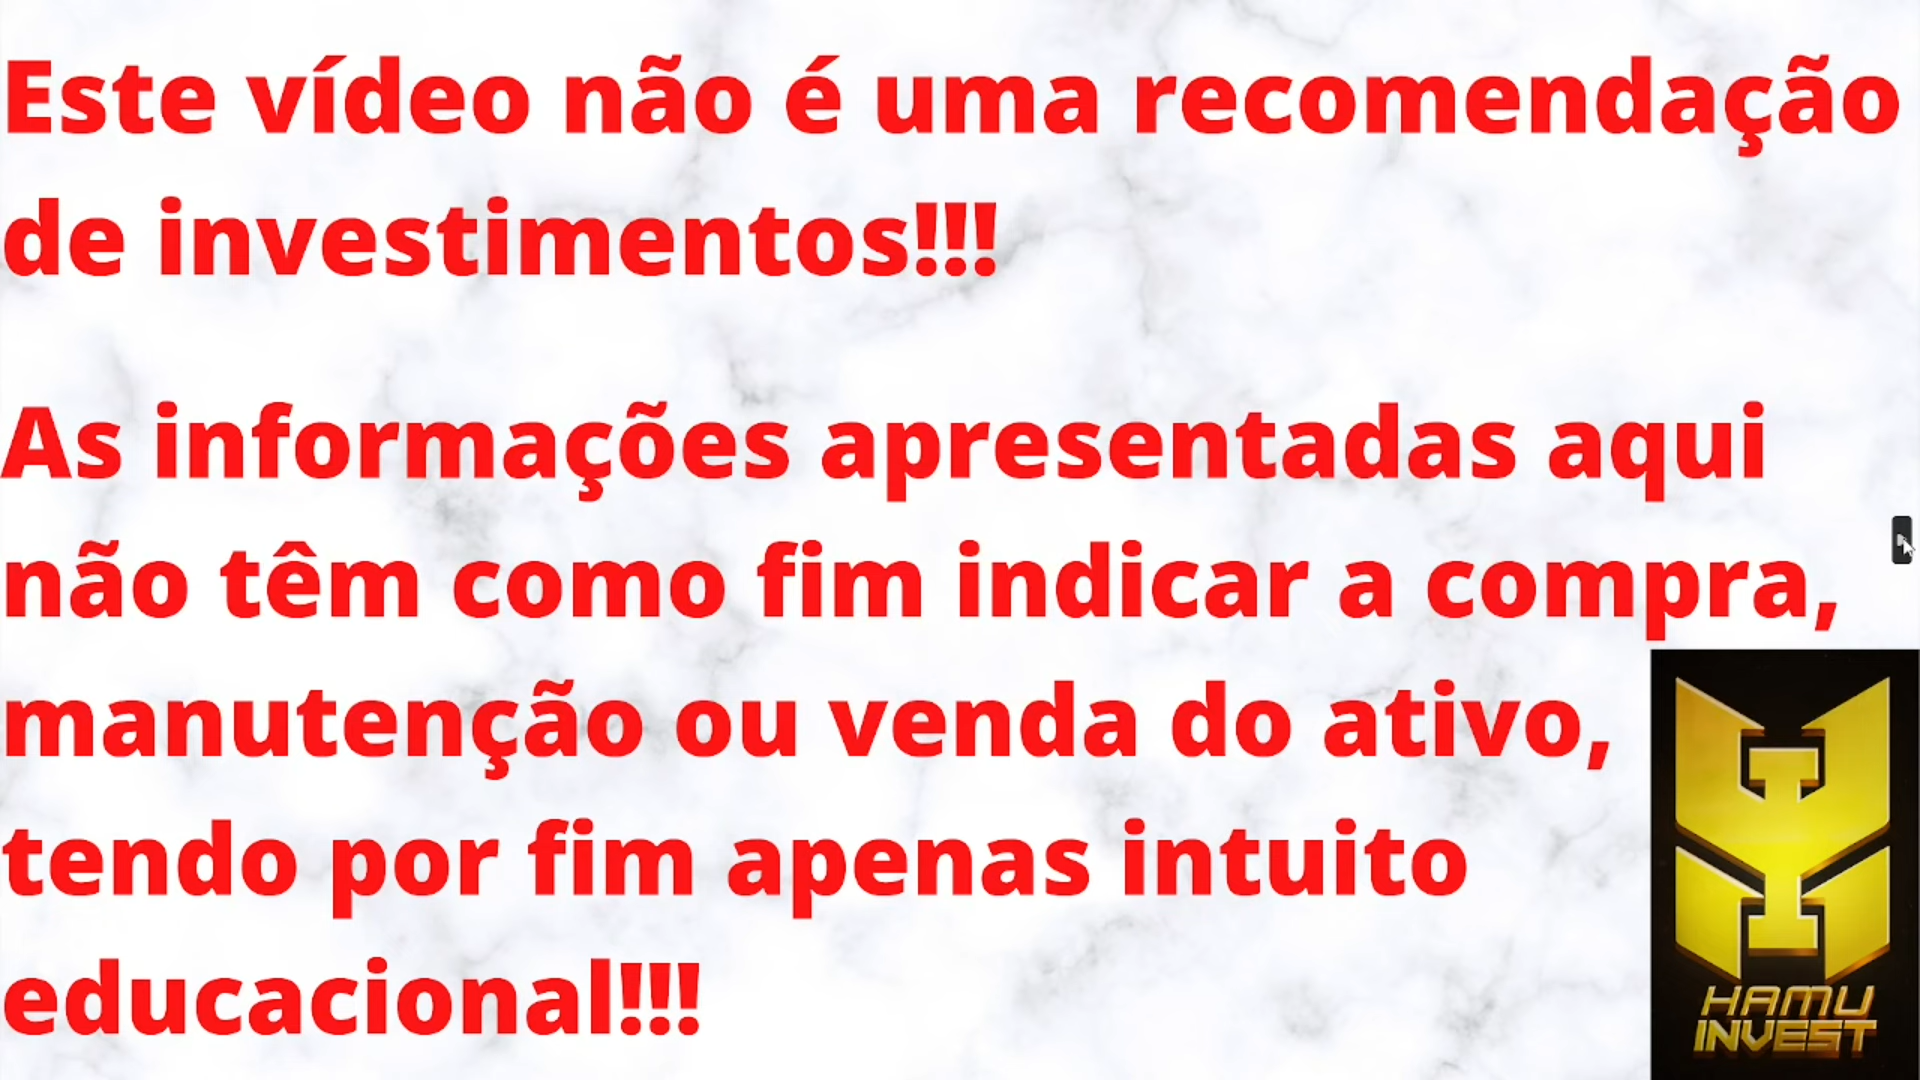 Este vídeo não é uma recomendação
de investimentos!!!
As informações apresentadas aqui
não têm como fim indicar a compra,
manutenção ou venda do ativo,
tendo por fim apenas intuito
educacional!!!
HAMU
INVEST